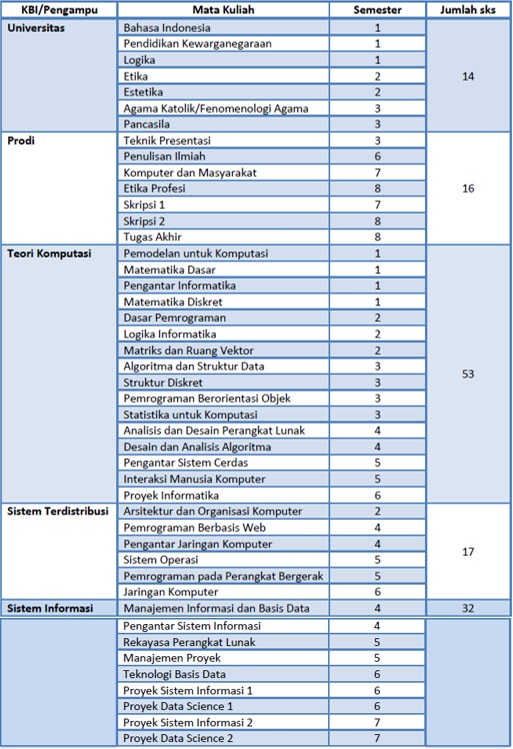 KBI/Pengampu Mata Kuliah Semester Jumlah sks
Universitas Bahasa Indonesia 1
Pendidikan Kewarganegaraan 1
Logika 1
Etika 2 14
Estetika 2
Agama Katolik/Fenomenologi Agama 3
Pancasila 3
Prodi Teknik Presentasi 3
Penulisan Ilmiah 6
Komputer dan Masyarakat 7
Etika Profesi 8 16
Skripsi 1 7
Skripsi 2 8
Tugas Akhir 8
Teori Komputasi Pemodelan untuk Komputasi 1
Matematika Dasar 1
Pengantar Informatika 1
Matematika Diskret 1
Dasar Pemrograman 2
Logika Informatika 2
Matriks dan Ruang Vektor 2
Algoritma dan Struktur Data 3 53
Struktur Diskret 3
Pemrograman Berorientasi Objek 3
Statistika untuk Komputasi 3
Analisis dan Desain Perangkat Lunak 4
Desain dan Analisis Algoritma 4
Pengantar Sistem Cerdas 5
Interaksi Manusia Komputer 5
Proyek Informatika 6
Sistem Terdistribusi Arsitektur dan Organisasi Komputer 2
Pemrograman Berbasis Web 4
Pengantar Jaringan Komputer 4 17
Sistem Operasi 5
Pemrograman pada Perangkat Bergerak 5
Jaringan Komputer 6
Sistem Informasi Manajemen Informasi dan Basis Data 4 32
Pengantar Sistem Informasi 4
Rekayasa Perangkat Lunak 5
Manajemen Proyek 5
Teknologi Basis Data 6
Proyek Sistem Informasi 1 6
Proyek Data Science 1 6
Proyek Sistem Informasi 2 7
Proyek Data Science 2 7